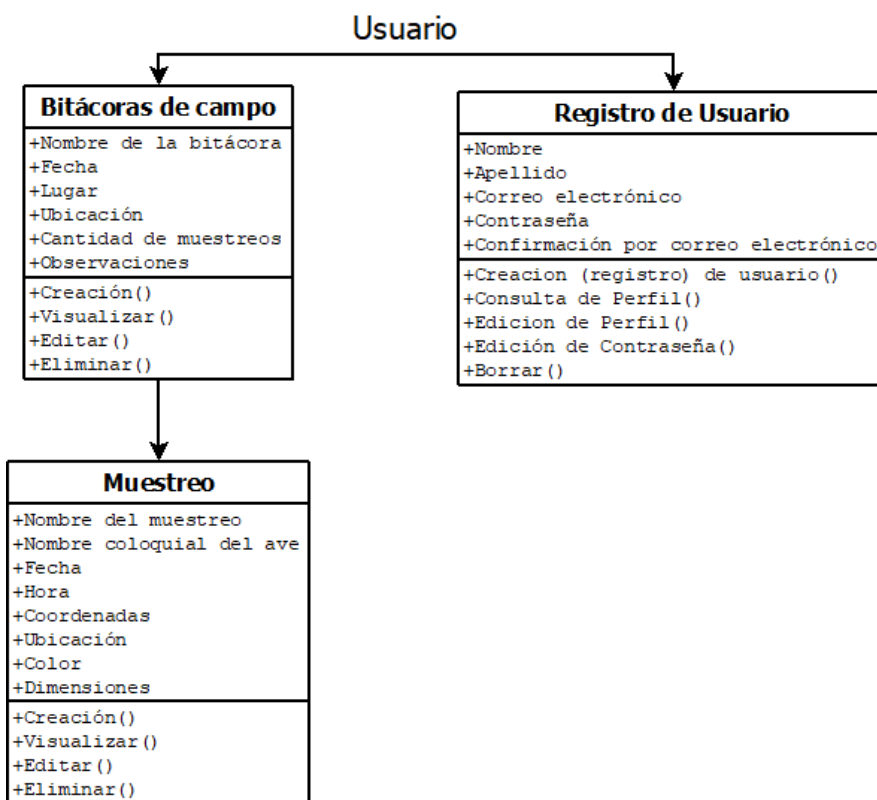 Usuario
Bitácoras de campo
+Nombre de la bitácora
+Fecha
+Lugar
+Ubicación
+Cantidad de muestreos
+Observaciones
+Creación()
+Visualizar()
+Editar()
+Eliminar()
Registro de Usuario
+Nombre
+Apellido
+Correo electrónico
+Contraseña
+Confirmación por correo electrónico
+Creacion (registro) de usuario()
+Consulta de Perfil()
+Edicion de Perfil()
+Edición de Contraseña()
+Borrar()
Muestreo
+Nombre del muestreo
+Nombre coloquial del ave
+Fecha
+Hora
+Coordenadas
+Ubicación
+Color
+Dimensiones
+Creación()
+Visualizar()
+Editar()
+Eliminar()